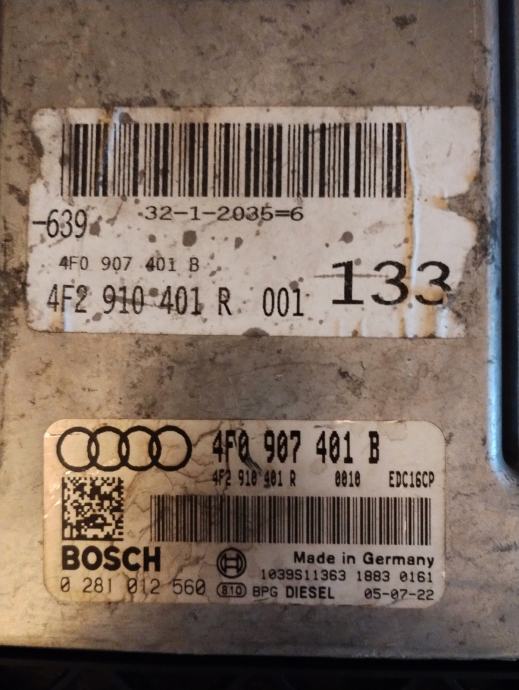 32-1-2035=6
-639
4F0 907 401 B
4F2 910 401 R 001 133
4F0 907 401 B
4F2 910 401 R 0010 EDC16CP
BOSCH
Made in Germany
1039S11363 1883 0161
0 281 012 560 810 BPG DIESEL 05-07-22